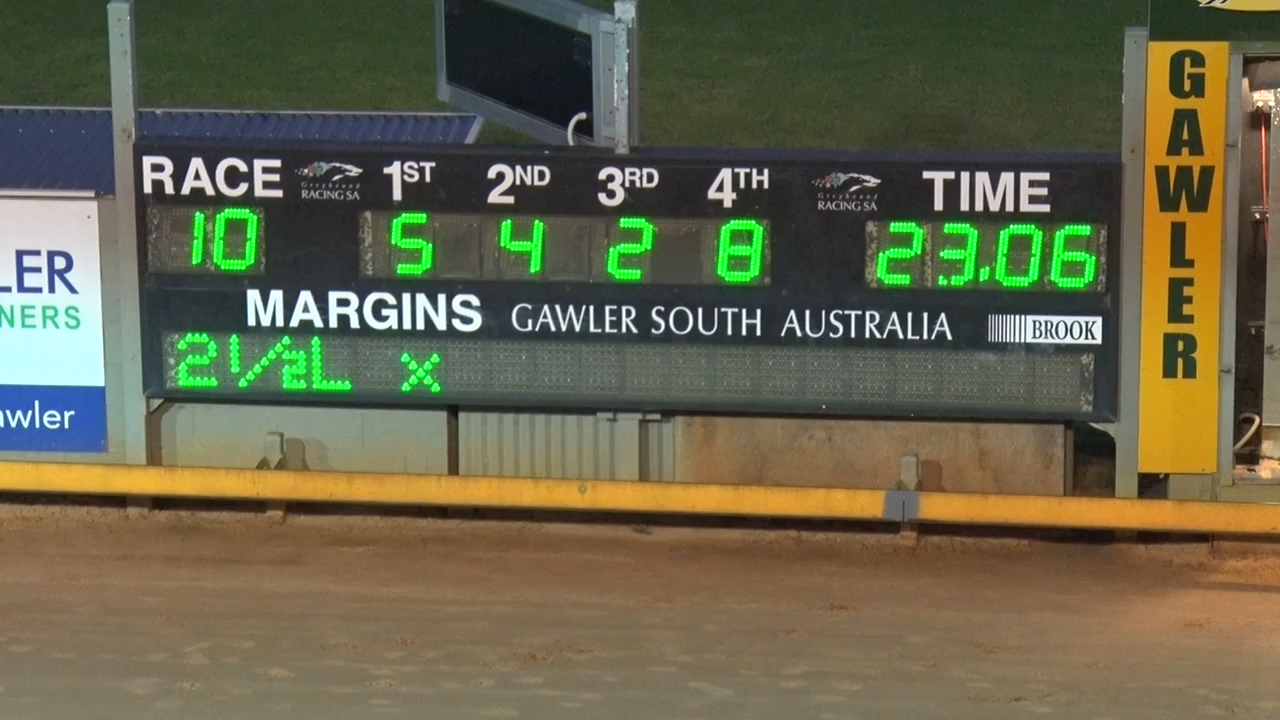 RACE
Greyhound
RACING SA
1ST
2ND
3RD
4TH
Greyhound
RACING SA
TIME
10
5
4
2
8
23.06
MARGINS
GAWLER SOUTH AUSTRALIA
BROOK
2½L x
LER
NERS
awler
GAWLER